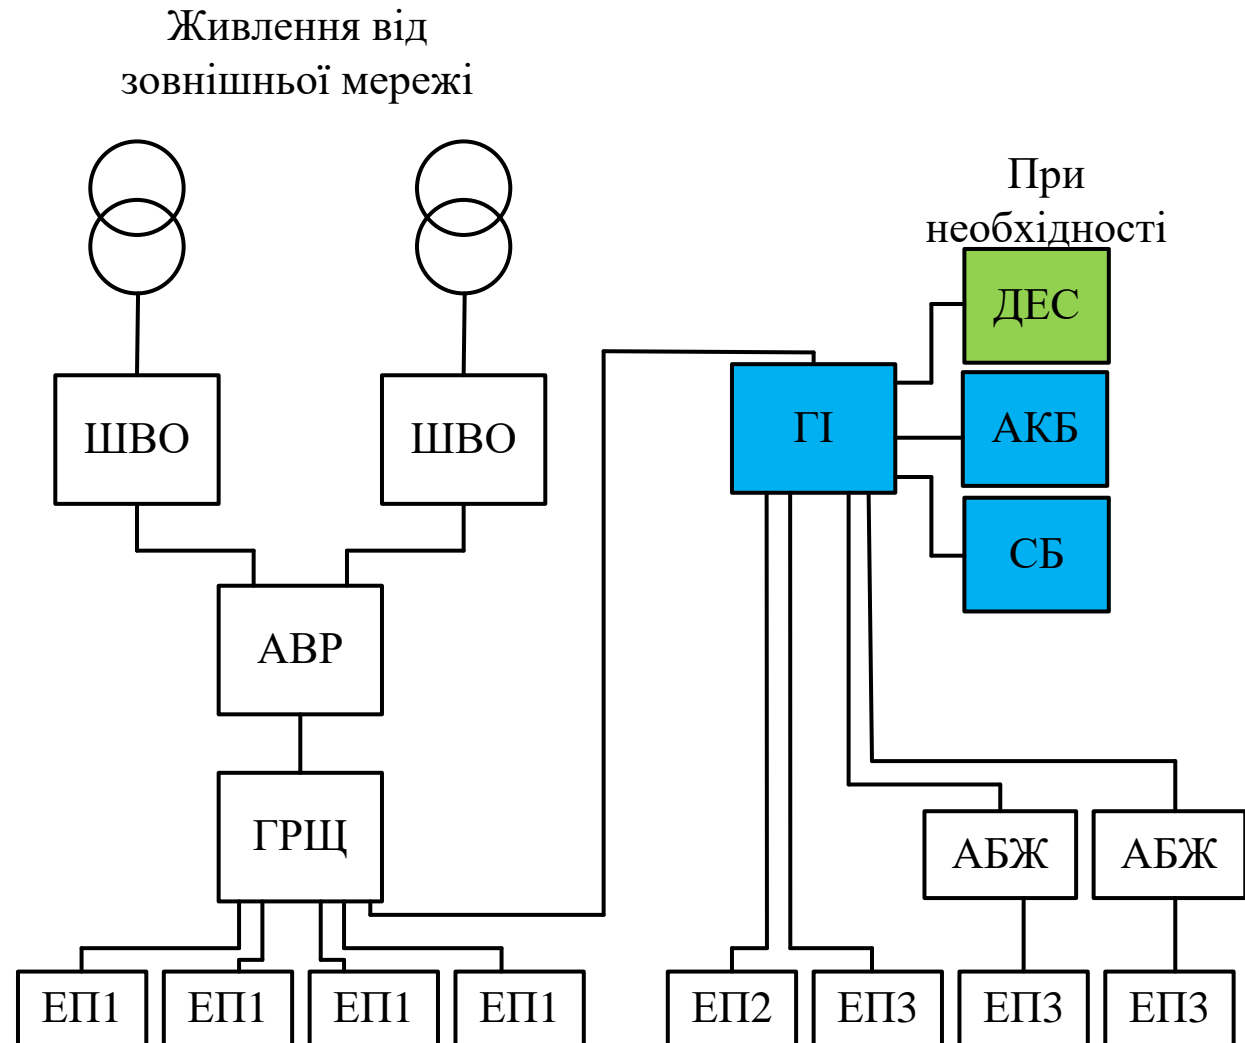 Живлення від
зовнішньої мережі
При
необхідності
ДЕС
ШВО
ШВО
ГІ
АКБ
СБ
АВР
ГРЩ
АБЖ
АБЖ
ЕП1
ЕП1
ЕП1
ЕП1
ЕП2
ЕП3
ЕП3
ЕП3